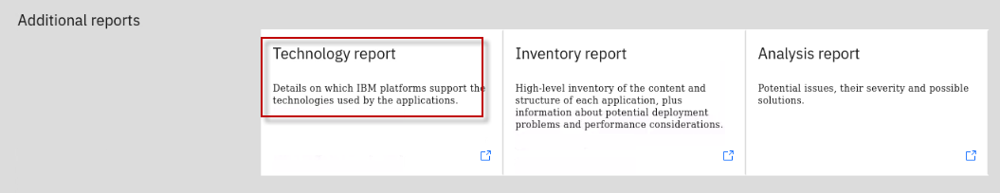 Additional reports
Technology report
Details on which IBM platforms support the
technologies used by the applications.
Inventory report
High-level inventory of the content and
structure of each application, plus
information about potential deployment
problems and performance considerations.
Analysis report
Potential issues, their severity and possible
solutions.